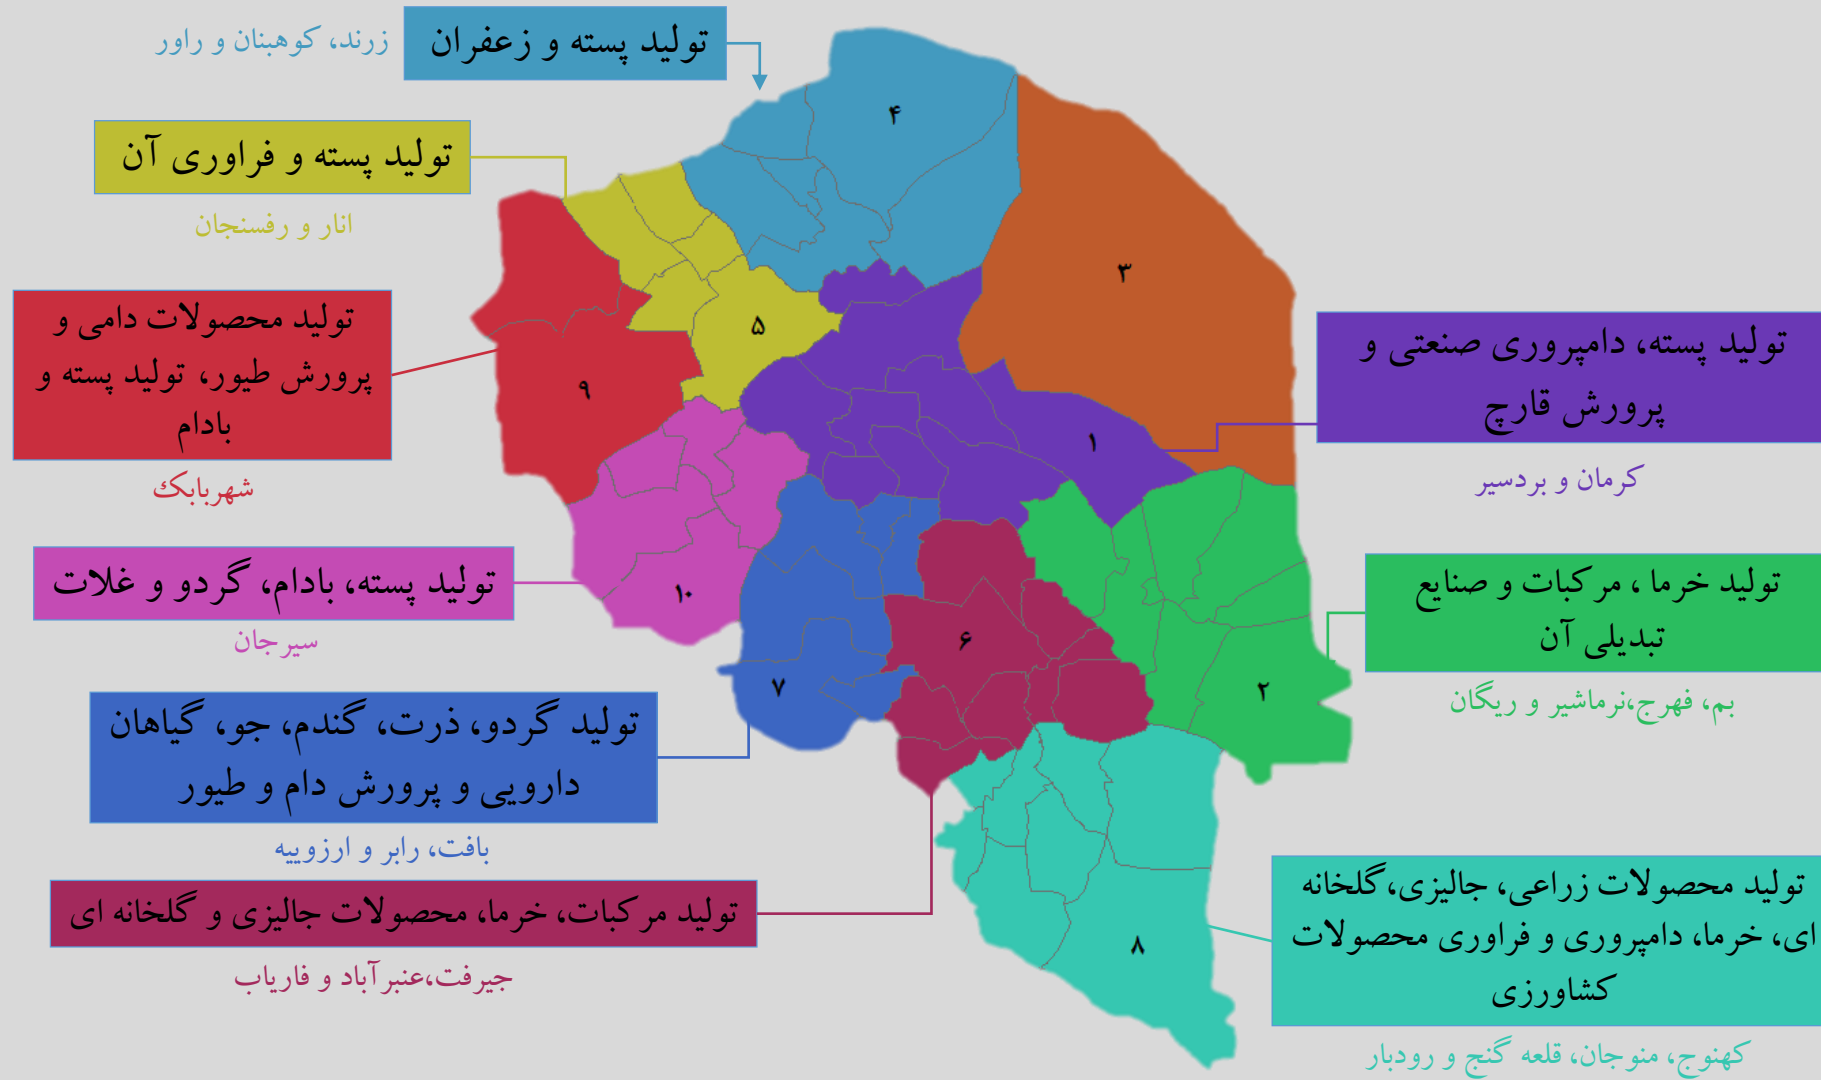 تولید پسته و زعفران
زرند، کوهبنان و راور
تولید پسته و فراوری آن
انار و رفسنجان
تولید محصولات دامی و
پرورش طیور، تولید پسته و
بادام
شهربابک
تولید پسته، بادام، گردو و غلات
سیرجان
تولید گردو، ذرت، گندم، جو، گیاهان
دارویی و پرورش دام و طیور
بافت، رابر و ارزوییه
تولید مرکبات، خرما، محصولات جالیزی و گلخانه ای
جیرفت،عنبرآباد و فاریاب
تولید پسته، دامپروری صنعتی و
پرورش قارچ
کرمان و بردسیر
تولید خرما ، مرکبات و صنایع
تبدیلی آن
بم، فهرج،نرماشیر و ریگان
تولید محصولات زراعی، جالیزی،گلخانه
ای، خرما، دامپروری و فراوری محصولات
کشاورزی
کهنوج، منوجان، قلعه گنج و رودبار
۴
۳
۵
۹
۱
۱۰
۶
۷
۲
۸